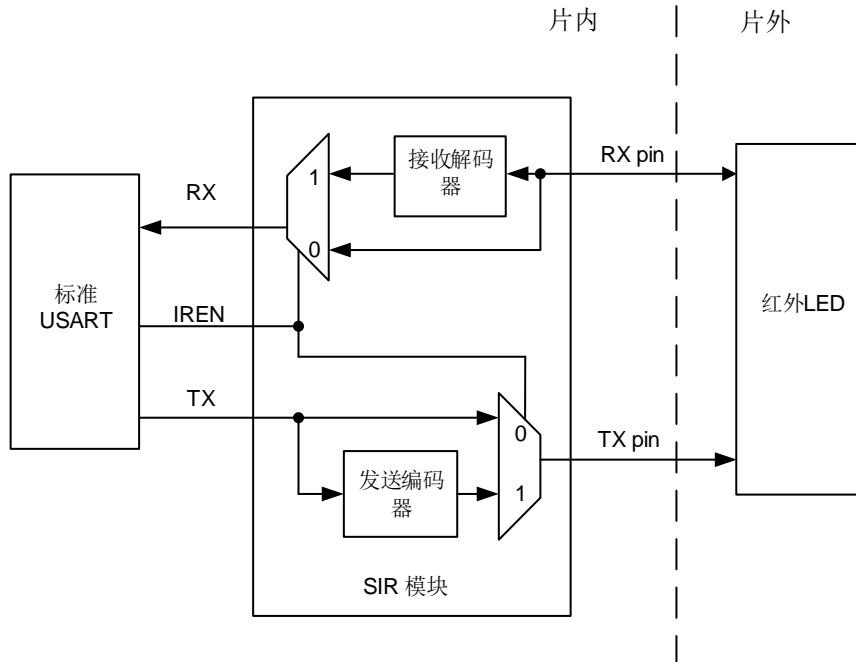 片内
片外
接收解码
器
RX pin
RX
1
0
标准
USART
IREN
红外LED
TX
0
TX pin
发送编码
器
1
SIR 模块